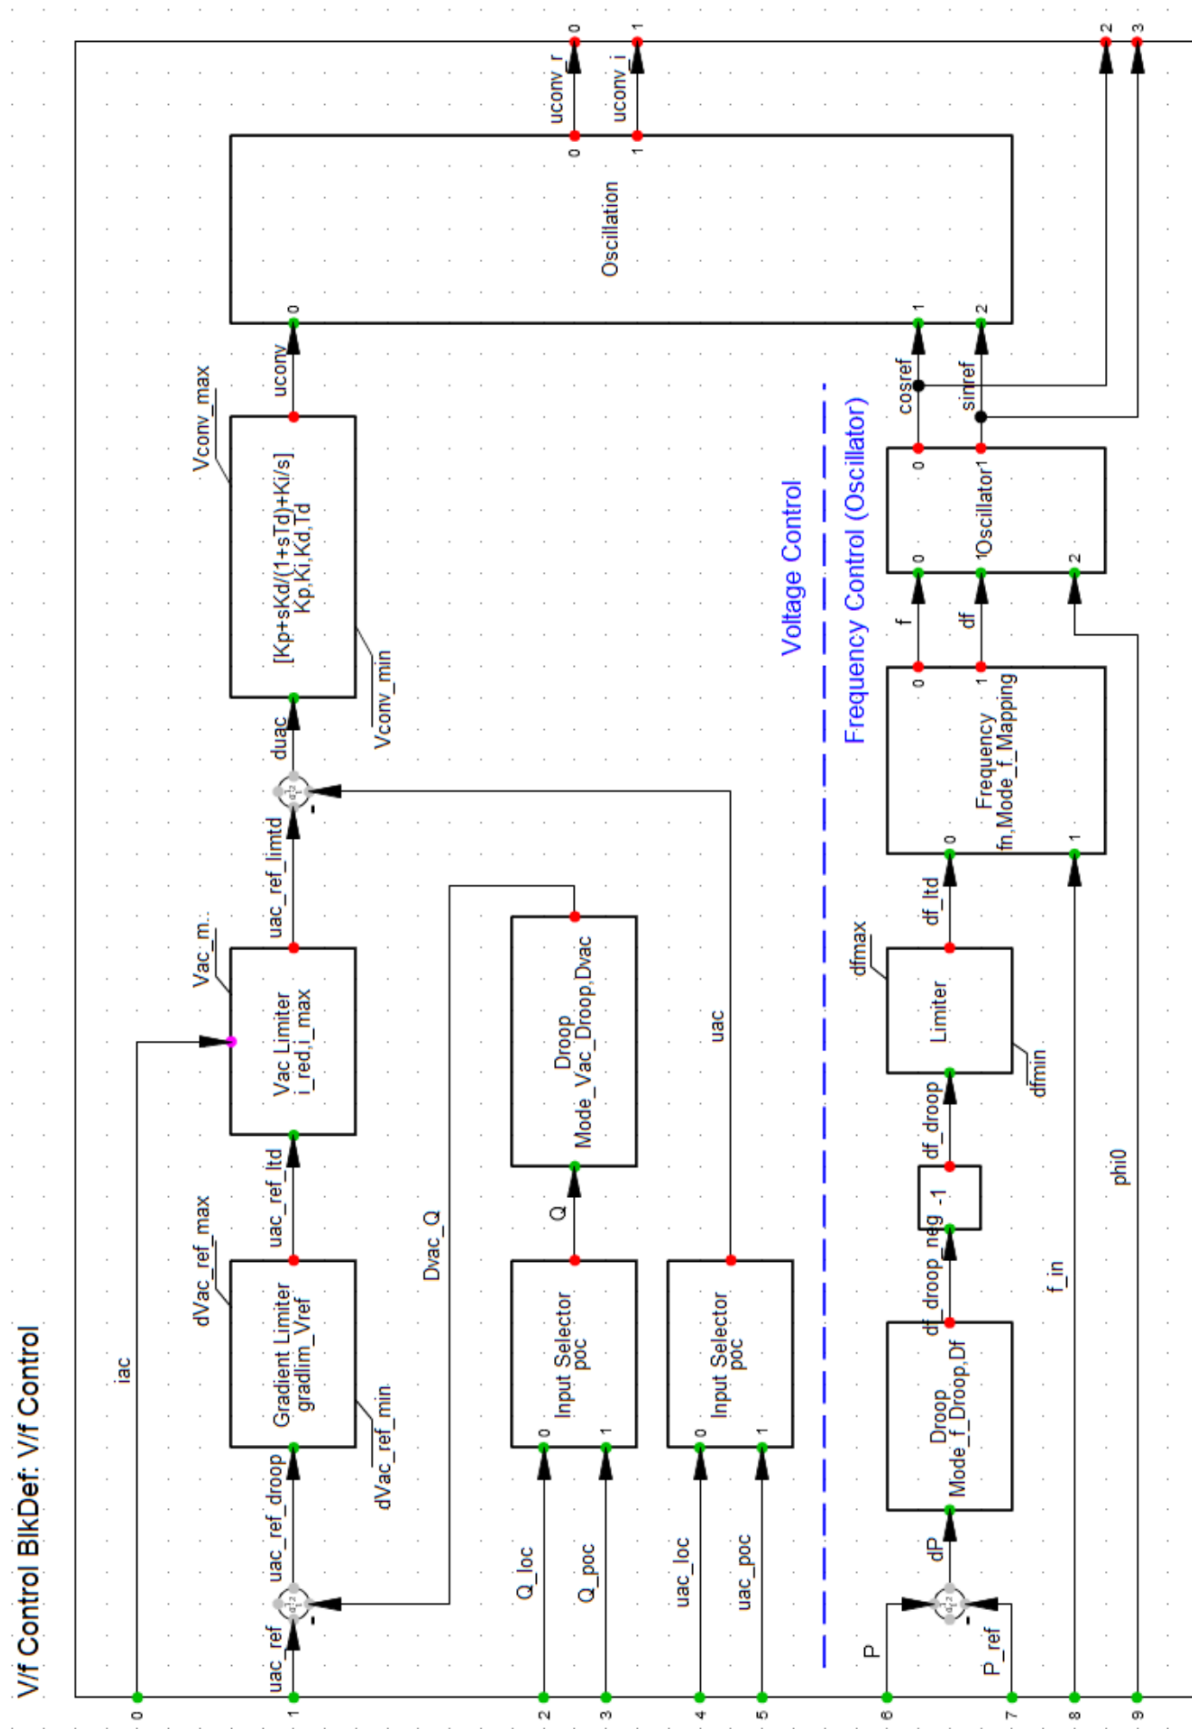 V/f Control BlkDef: V/f Control
0
iac
1
uac_ref
-
uac_ref_droop
dVac_ref_max
Gradient Limiter
gradlim_Vref
dVac_ref_min
uac_ref_ltd
Vac_m..
Vac Limiter
i_red,i_max
uac_ref_limtd
-
duac
Vconv_max
[Kp+sKd/(1+sTd)+Ki/s]
Kp,Ki,Kd,Td
Vconv_min
uconv
0
Oscillation
1
2
0
uconv_r
0
1
uconv_i
1
Dvac_Q
2
Q_loc
0
3
Q_poc
1
Input Selector
poc
Q
Droop
Mode_Vac_Droop,Dvac
4
uac_loc
0
5
uac_poc
1
Input Selector
poc
uac
Voltage Control
Frequency Control (Oscillator)
6
P
7
P_ref
-
dP
Droop
Mode_f_Droop,Df
df_droop_neg
-1
df_droop
dfmax
Limiter
dfmin
df_ltd
0
1
Frequency
fn,Mode_f_Mapping
0
f
0
1
df
1
2
Oscillator
0
cosref
1
sinref
8
f_in
9
phi0
2
3